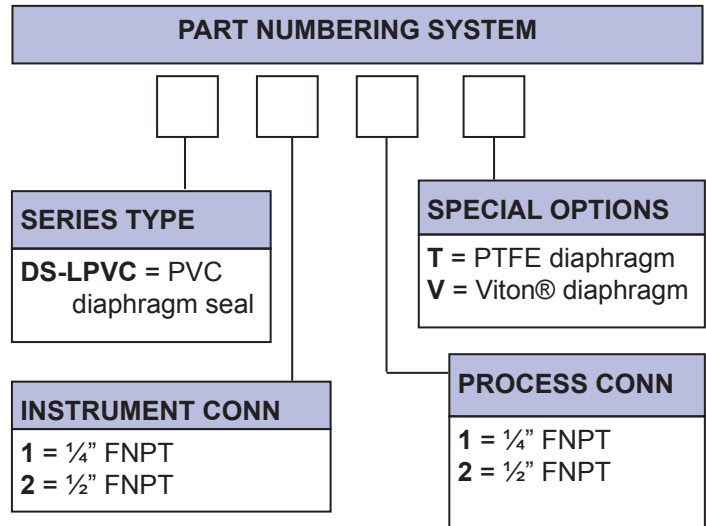 PART NUMBERING SYSTEM
SERIES TYPE
DS-LPVC = PVC
diaphragm seal
SPECIAL OPTIONS
T = PTFE diaphragm
V = Viton® diaphragm
INSTRUMENT CONN
1 = ¼” FNPT
2 = ½” FNPT
PROCESS CONN
1 = ¼” FNPT
2 = ½” FNPT